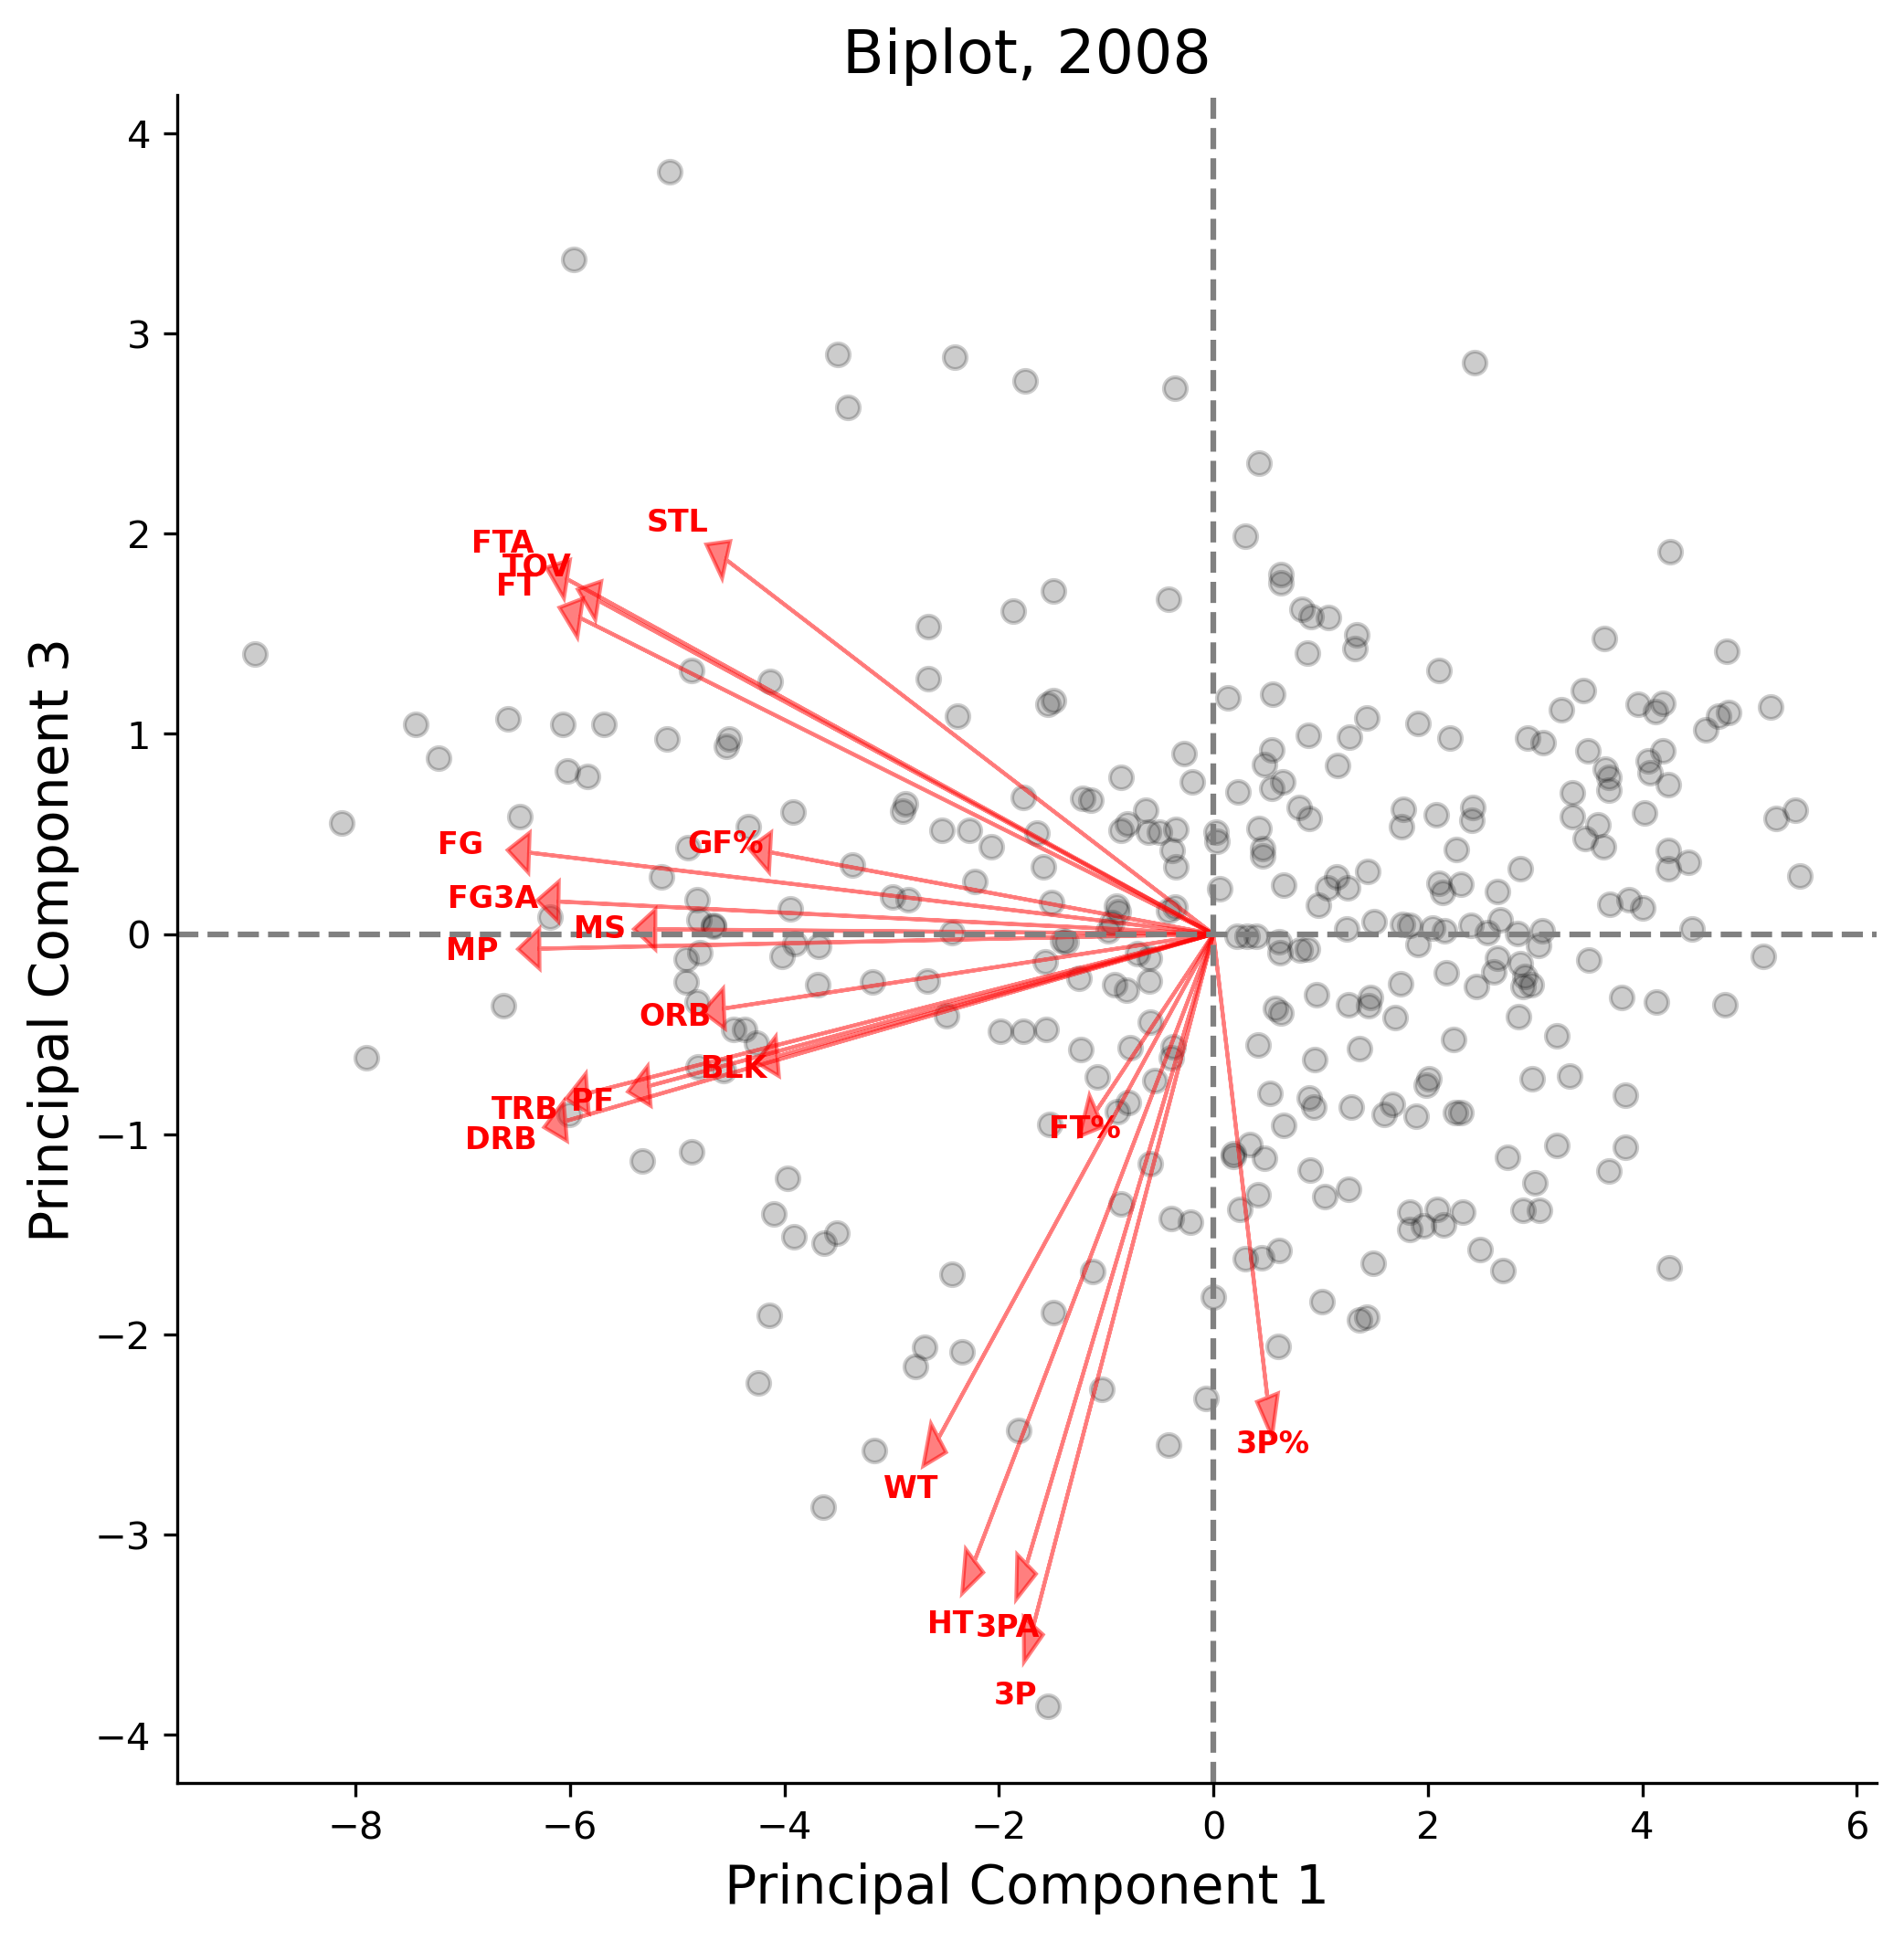 Biplot, 2008
Principal Component 3
4
3
2
1
0
−1
−2
−3
−4
STL
FTA
TOV
FT
FG
GF%
FG3A
MS
MP
ORB
BLK
PF
TRB
DRB
FT%
3P%
WT
HT
3PA
3P
−8
−6
−4
−2
0
2
4
6
Principal Component 1